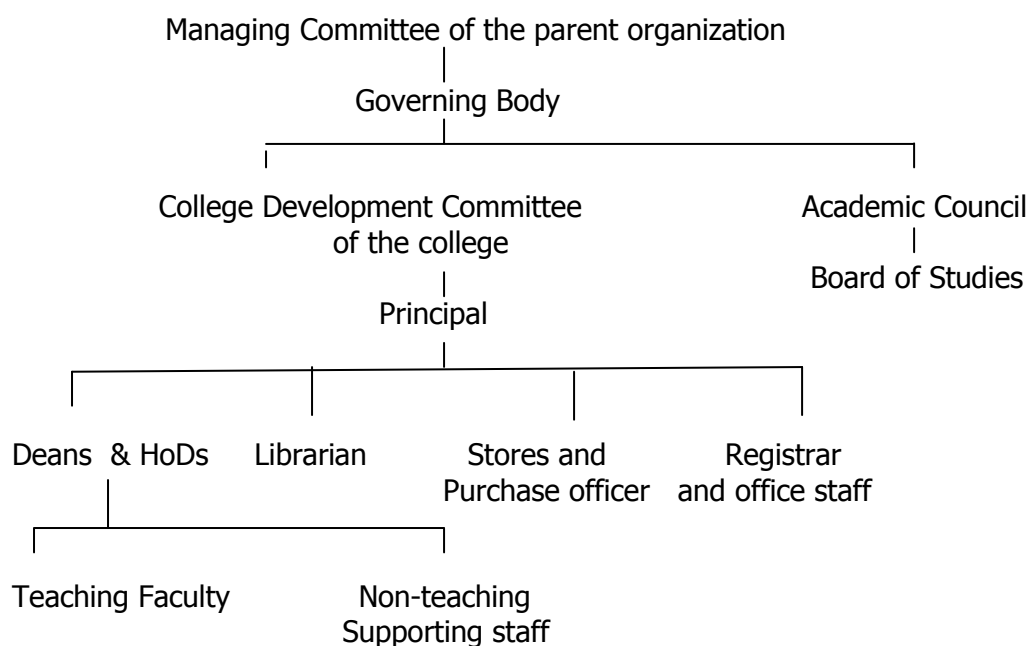 Managing Committee of the parent organization
Governing Body
College Development Committee
of the college
Academic Council
Board of Studies
Principal
Deans & HoDs
Librarian
Stores and
Purchase officer
Registrar
and office staff
Teaching Faculty
Non-teaching
Supporting staff